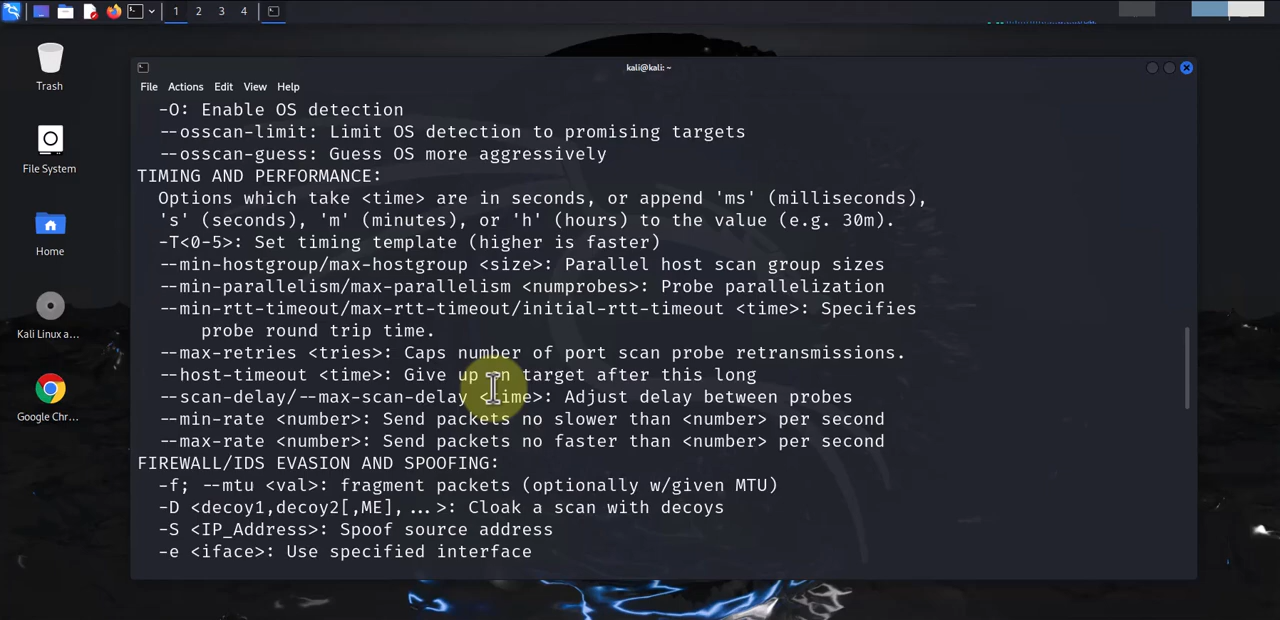 1 2 3 4
kali@kali: ~
File Actions Edit View Help
Trash
File System
Home
Kali Linux a...
Google Chr...
-O: Enable OS detection
--osscan-limit: Limit OS detection to promising targets
--osscan-guess: Guess OS more aggressively
TIMING AND PERFORMANCE:
Options which take <time> are in seconds, or append 'ms' (milliseconds),
's' (seconds), 'm' (minutes), or 'h' (hours) to the value (e.g. 30m).
-T<0-5>: Set timing template (higher is faster)
--min-hostgroup/max-hostgroup <size>: Parallel host scan group sizes
--min-parallelism/max-parallelism <numprobes>: Probe parallelization
--min-rtt-timeout/max-rtt-timeout/initial-rtt-timeout <time>: Specifies
probe round trip time.
--max-retries <tries>: Caps number of port scan probe retransmissions.
--host-timeout <time>: Give up on target after this long
--scan-delay/--max-scan-delay <time>: Adjust delay between probes
--min-rate <number>: Send packets no slower than <number> per second
--max-rate <number>: Send packets no faster than <number> per second
FIREWALL/IDS EVASION AND SPOOFING:
-f; --mtu <val>: fragment packets (optionally w/given MTU)
-D <decoy1,decoy2[,ME],...>: Cloak a scan with decoys
-S <IP_Address>: Spoof source address
-e <iface>: Use specified interface